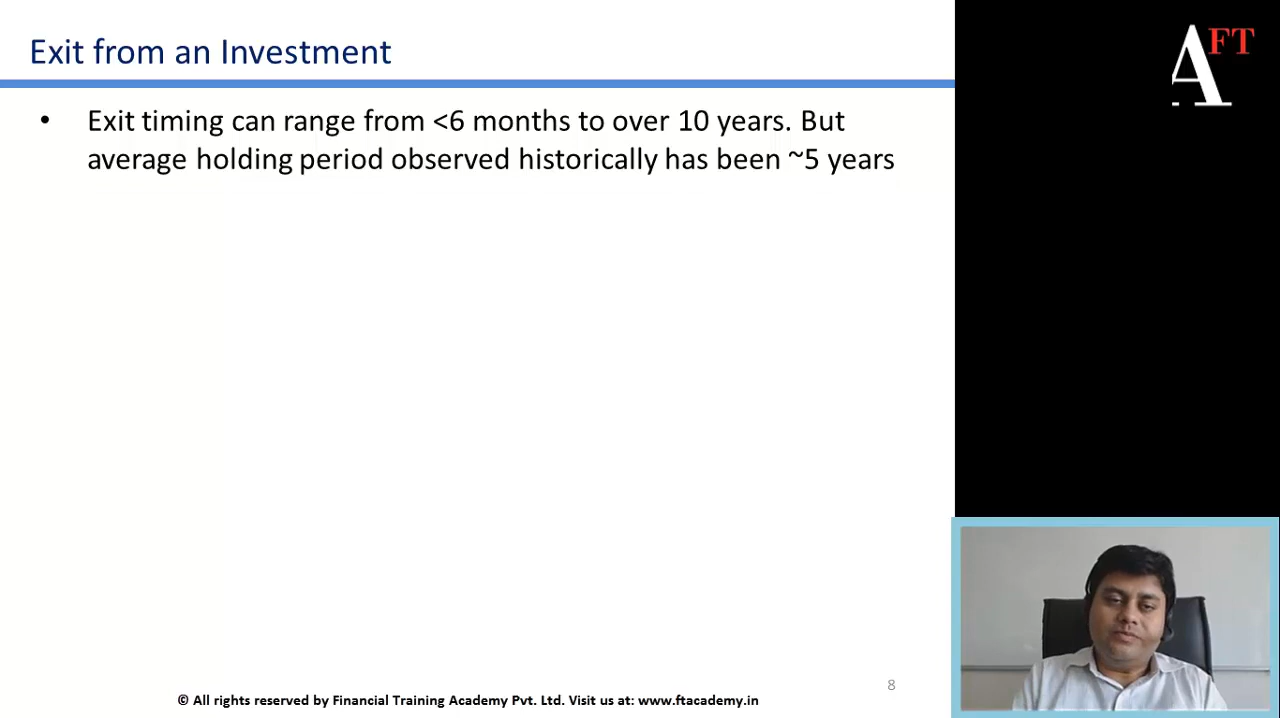 Exit from an Investment
AFT
• Exit timing can range from <6 months to over 10 years. But
average holding period observed historically has been ~5 years
8
© All rights reserved by Financial Training Academy Pvt. Ltd. Visit us at: www.ftacademy.in